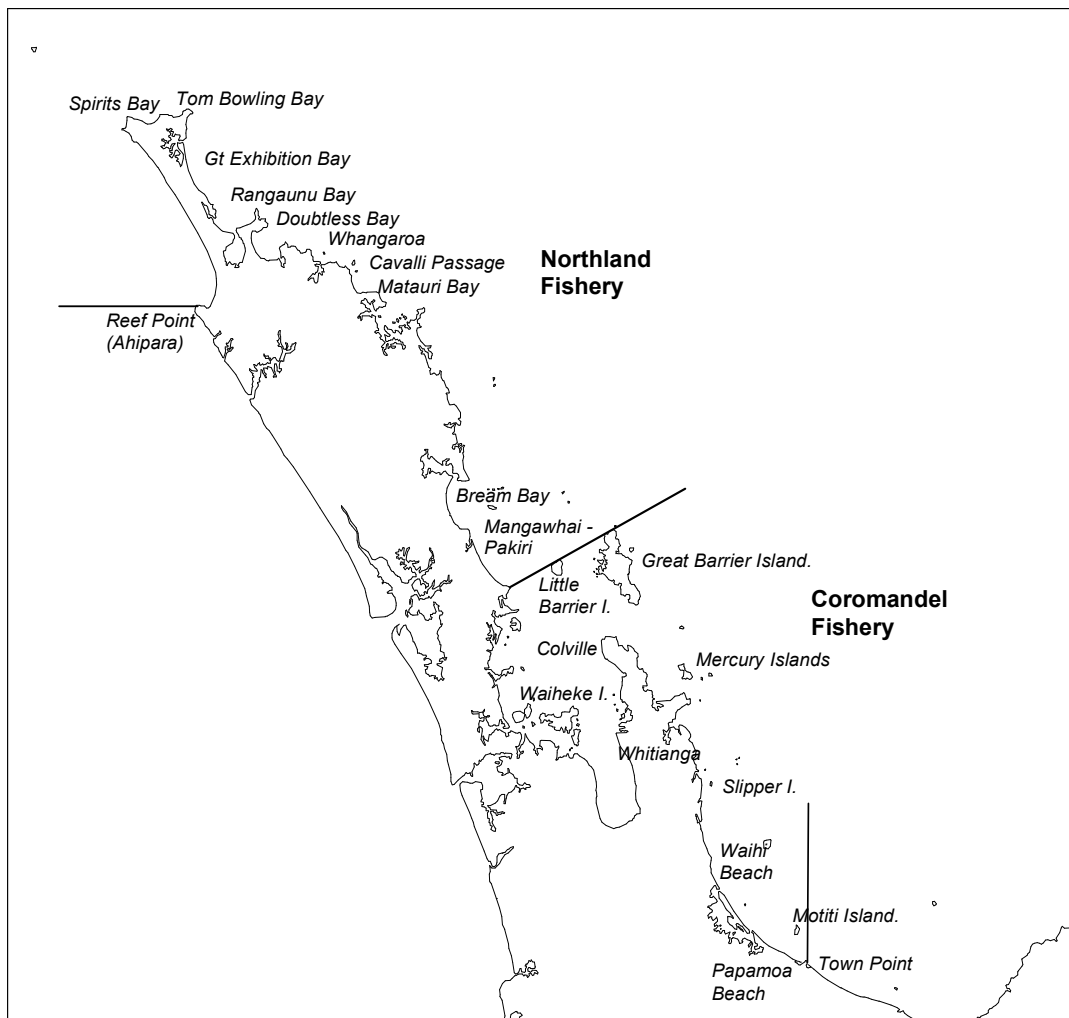 Spirits Bay
Tom Bowling Bay
Gt Exhibition Bay
Rangaunu Bay
Doubtless Bay
Whangaroa
Cavalli Passage
Matauri Bay
Northland
Fishery
Reef Point
(Ahipara)
Bream Bay
Mangawhai -
Pakiri
Great Barrier Island.
Little
Barrier I.
Coromandel
Fishery
Colville
Mercury Islands
Waiheke I.
Whitianga
Slipper I.
Waihi
Beach
Motiti Island.
Town Point
Papamoa
Beach